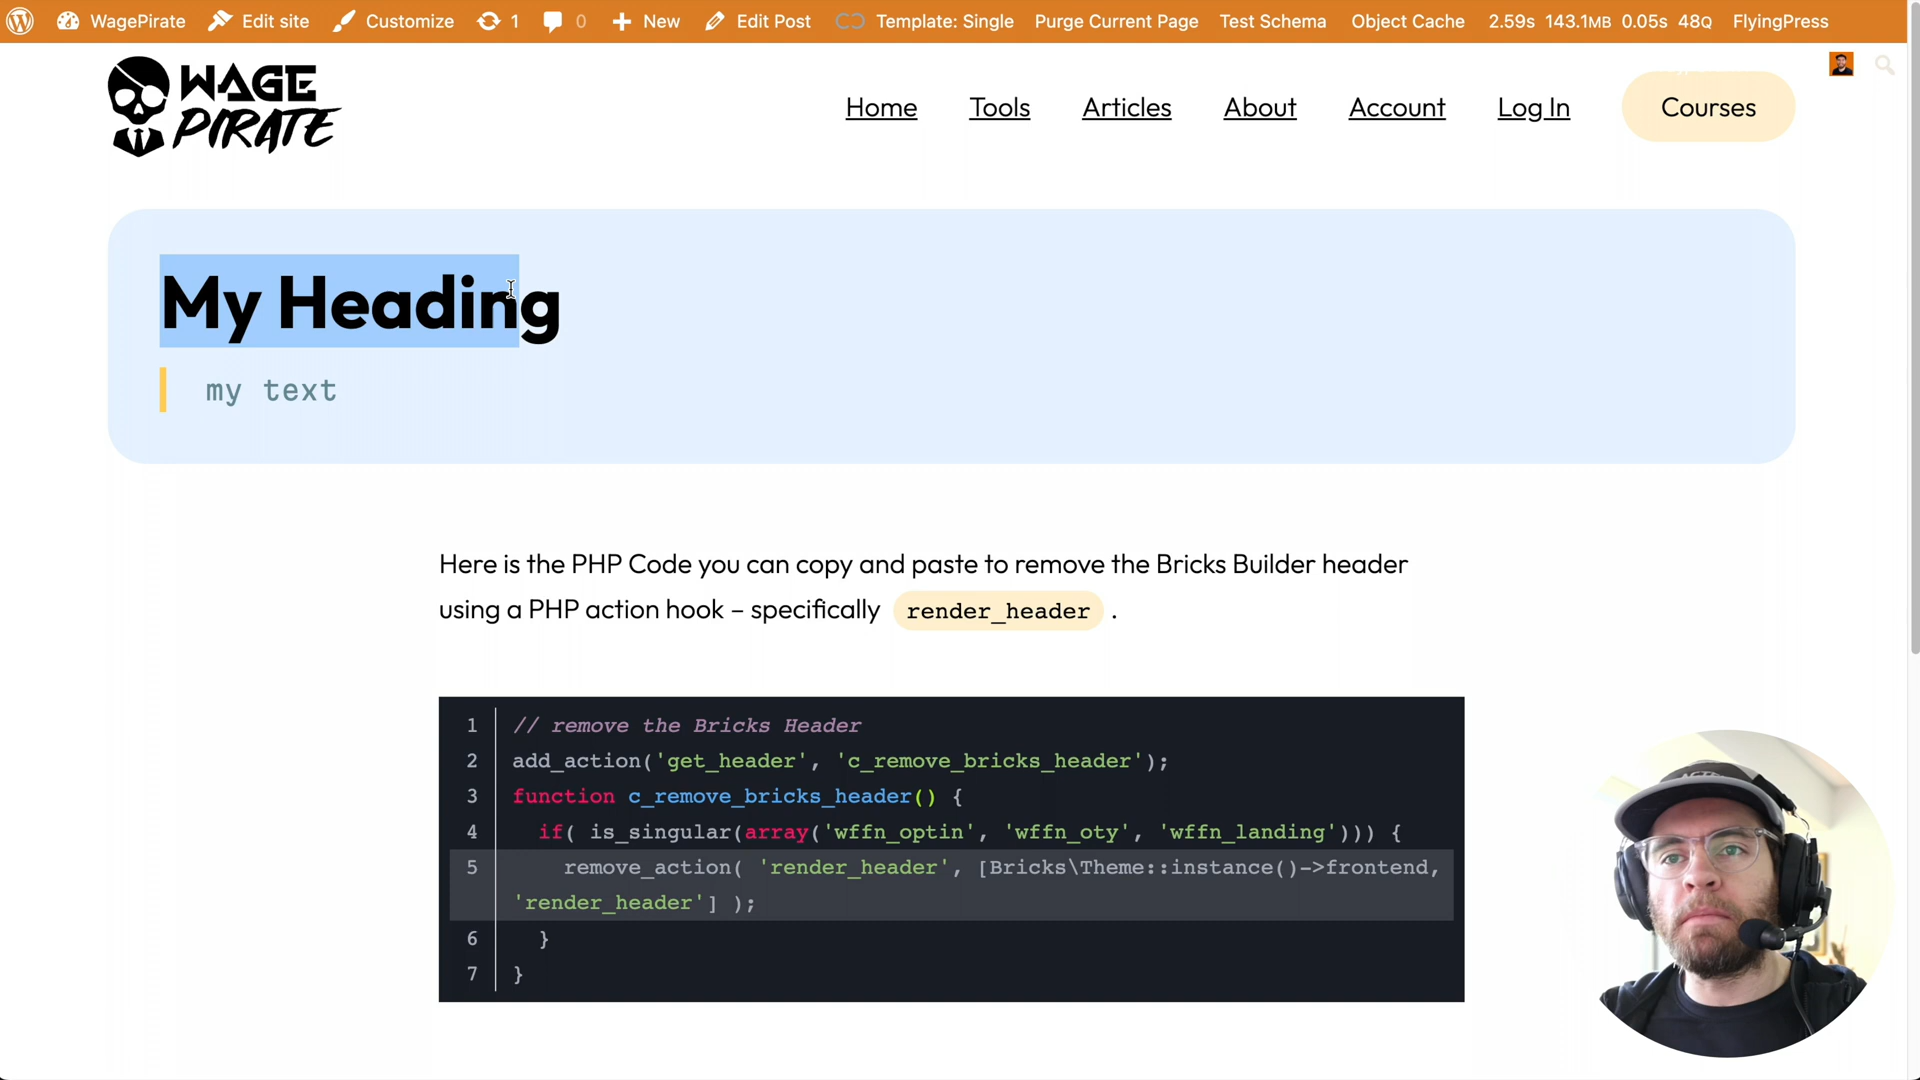 WagePirate Edit site Customize 1 0 New Edit Post Template: Single Purge Current Page Test Schema Object Cache 2.59s 143.1MB 0.05s 48Q FlyingPress
WAGE
PIRATE
Home Tools Articles About Account Log In Courses
My Heading
my text
Here is the PHP Code you can copy and paste to remove the Bricks Builder header
using a PHP action hook – specifically render_header .
1 // remove the Bricks Header
2 add_action('get_header', 'c_remove_bricks_header');
3 function c_remove_bricks_header() {
4 if( is_singular(array('wffn_optin', 'wffn_oty', 'wffn_landing'))) {
5 remove_action( 'render_header', [Bricks\Theme::instance()->frontend,
'render_header'] );
6 }
7 }